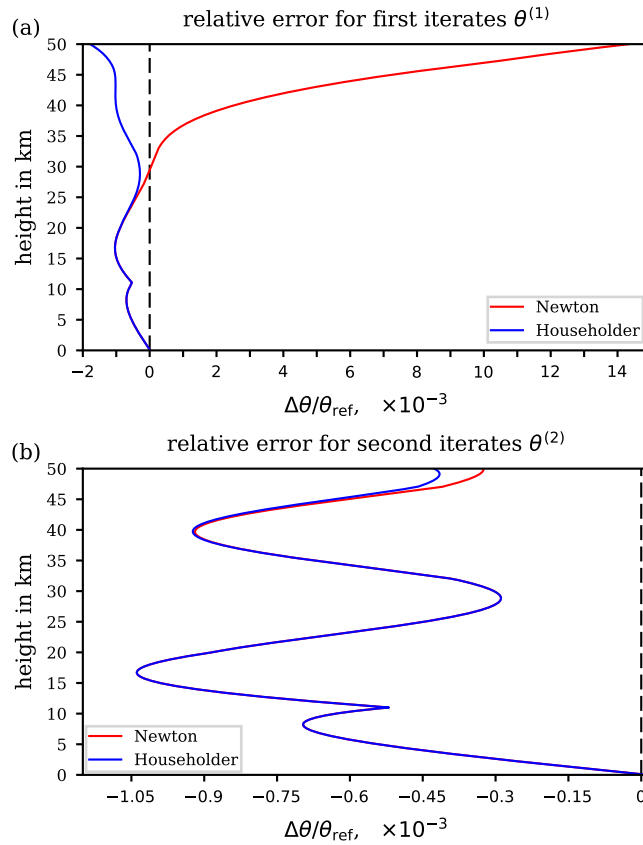 relative error for first iterates θ⁽¹⁾
(a)
50
45
40
35
30
25
20
15
10
5
0
height in km
Newton
Householder
−2 0 2 4 6 8 10 12 14
Δθ/θref, ×10⁻³
relative error for second iterates θ⁽²⁾
(b)
50
45
40
35
30
25
20
15
10
5
0
height in km
Newton
Householder
−1.05 −0.9 −0.75 −0.6 −0.45 −0.3 −0.15 0
Δθ/θref, ×10⁻³